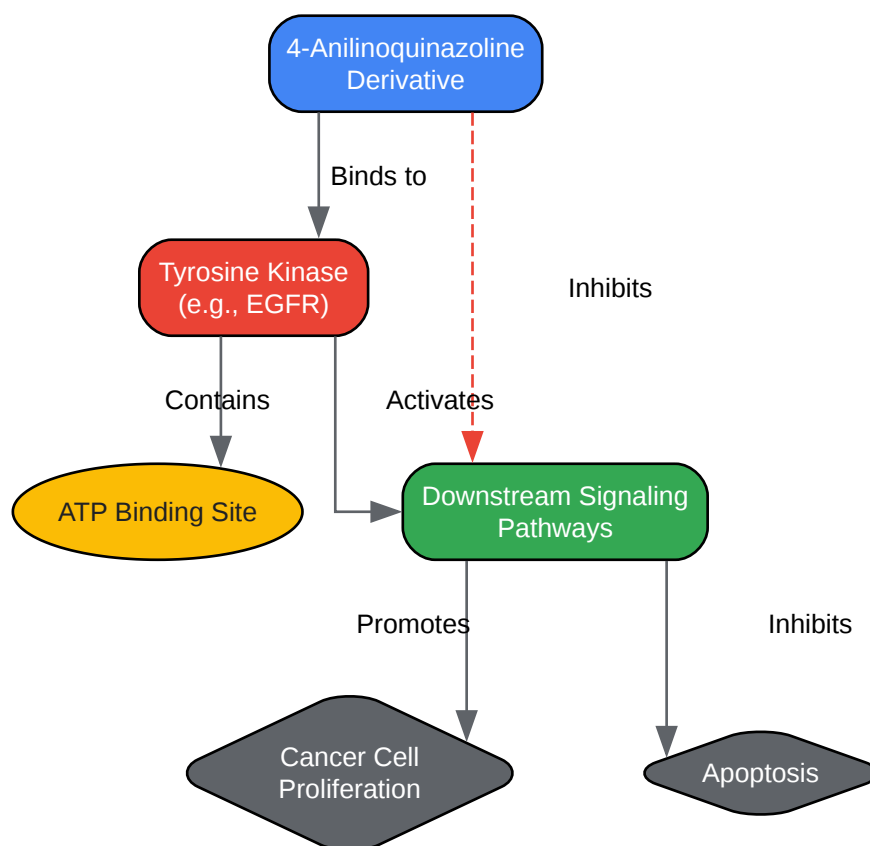 4-Anilinoquinazoline
Derivative
Binds to
Tyrosine Kinase
(e.g., EGFR)
Inhibits
Contains
Activates
ATP Binding Site
Downstream Signaling
Pathways
Promotes
Inhibits
Cancer Cell
Proliferation
Apoptosis